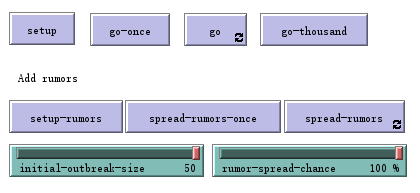 setup go-once go go-thousand
Add rumors
setup-rumors spread-rumors-once spread-rumors
initial-outbreak-size 50 rumor-spread-chance 100 %